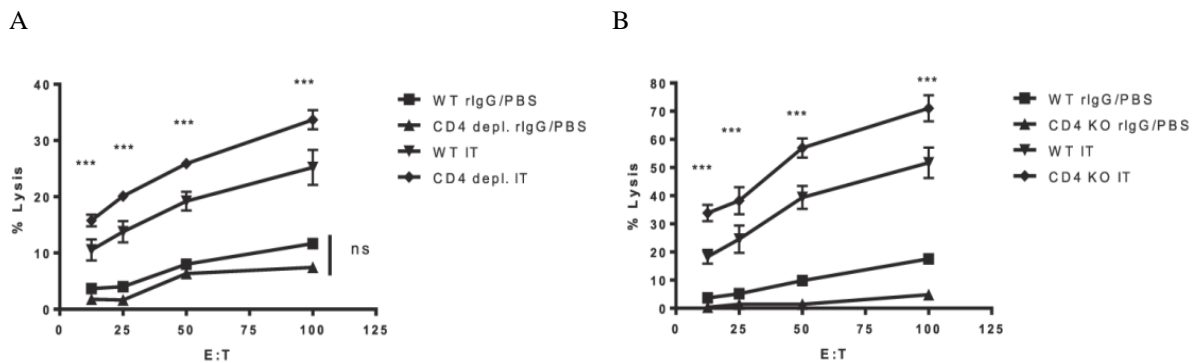 A
B
% Lysis
40
30
20
10
0
***
***
***
***
ns
0
25
50
75
100
125
E:T
WT rIgG/PBS
CD4 depl. rIgG/PBS
WT IT
CD4 depl. IT
% Lysis
80
70
60
50
40
30
20
10
0
***
***
***
***
0
25
50
75
100
125
E:T
WT rIgG/PBS
CD4 KO rIgG/PBS
WT IT
CD4 KO IT